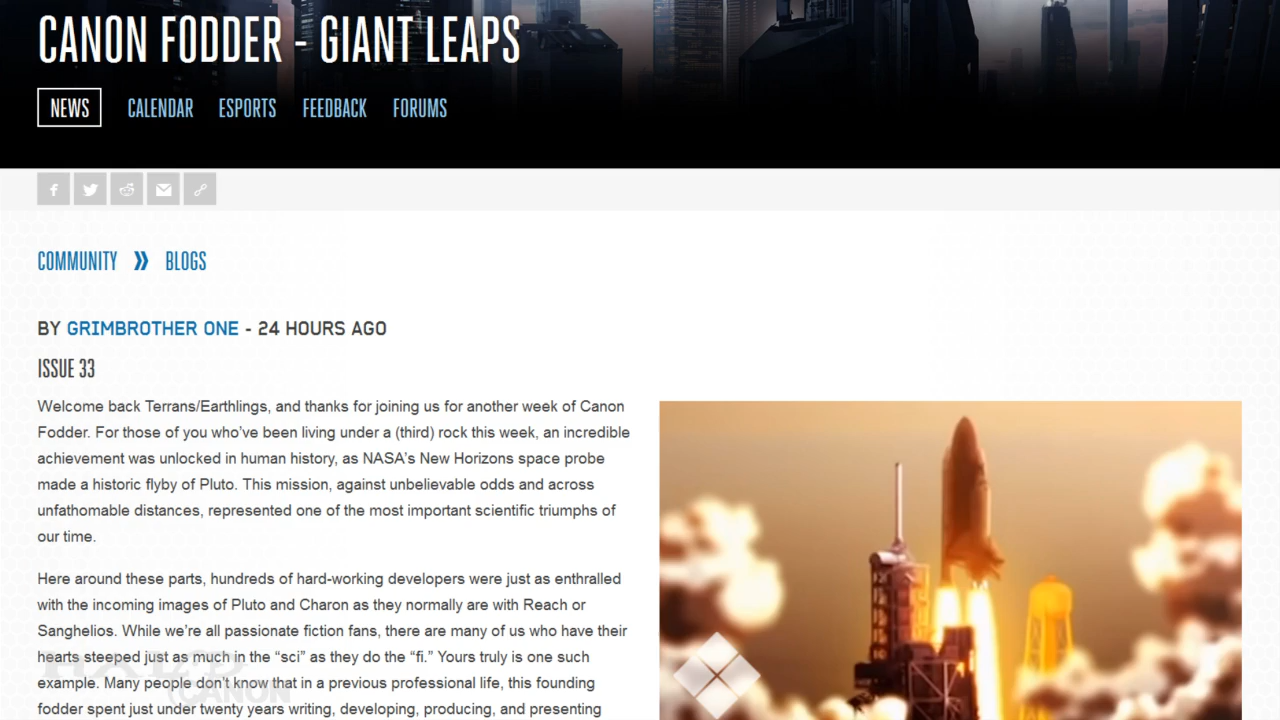 CANON FODDER - GIANT LEAPS
NEWS CALENDAR ESPORTS FEEDBACK FORUMS
COMMUNITY » BLOGS
BY GRIMBROTHER ONE - 24 HOURS AGO
ISSUE 33
Welcome back Terrans/Earthlings, and thanks for joining us for another week of Canon
Fodder. For those of you who’ve been living under a (third) rock this week, an incredible
achievement was unlocked in human history, as NASA’s New Horizons space probe
made a historic flyby of Pluto. This mission, against unbelievable odds and across
unfathomable distances, represented one of the most important scientific triumphs of
our time.
Here around these parts, hundreds of hard-working developers were just as enthralled
with the incoming images of Pluto and Charon as they normally are with Reach or
Sanghelios. While we’re all passionate fiction fans, there are many of us who have their
hearts steeped just as much in the “sci” as they do the “fi.” Yours truly is one such
example. Many people don’t know that in a previous professional life, this founding
fodder spent just under twenty years writing, developing, producing, and presenting
HALO
CANON